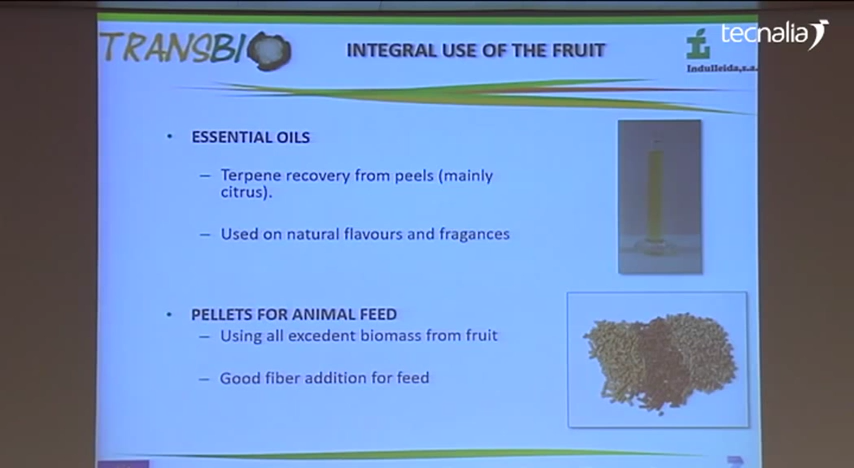 TRANSBIO
INTEGRAL USE OF THE FRUIT
Indulleida,s.a.
tecnalia
• ESSENTIAL OILS
– Terpene recovery from peels (mainly
citrus).
– Used on natural flavours and fragances
• PELLETS FOR ANIMAL FEED
– Using all excedent biomass from fruit
– Good fiber addition for feed